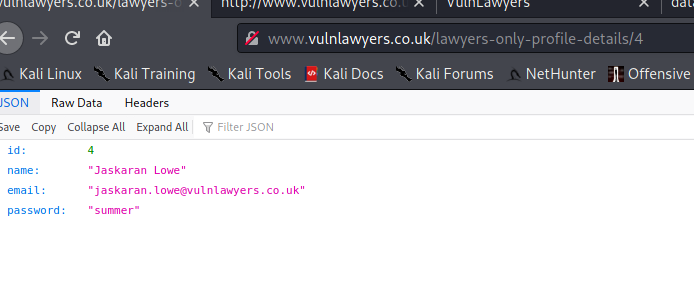 vulnlawyers.co.uk/lawyers-o
http://www.vulnlawyers.co.uk
VulnLawyers
data
www.vulnlawyers.co.uk/lawyers-only-profile-details/4
Kali Linux Kali Training Kali Tools Kali Docs Kali Forums NetHunter Offensive
JSON Raw Data Headers
Save Copy Collapse All Expand All Filter JSON
id: 4
name: "Jaskaran Lowe"
email: "jaskaran.lowe@vulnlawyers.co.uk"
password: "summer"